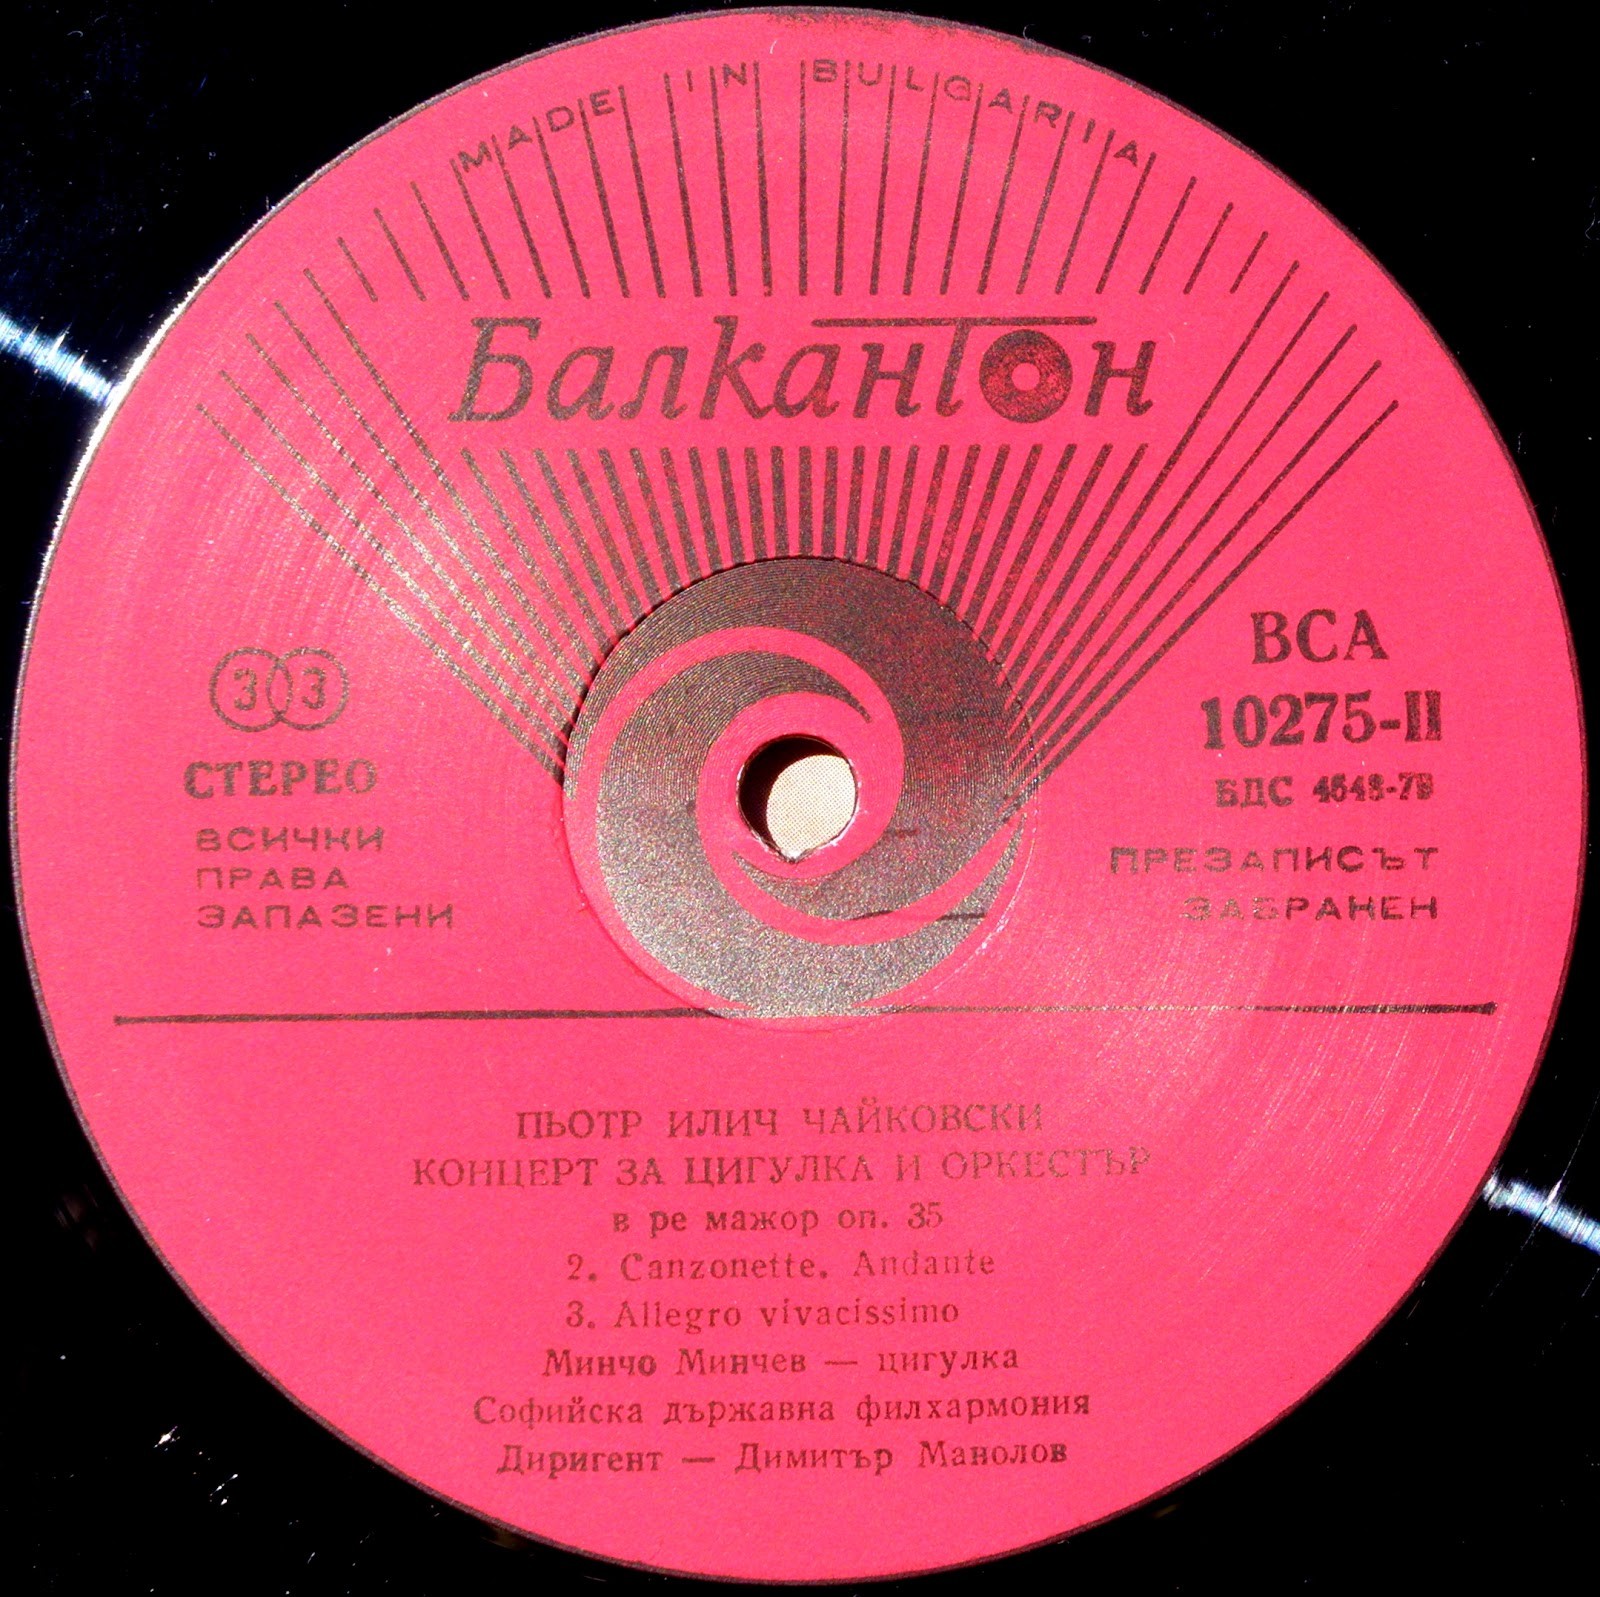 MADE IN BULGARIA
Балкантон
33
СТЕРЕО
ВСИЧКИ
ПРАВА
ЗАПАЗЕНИ
ВСА
10275-II
БДС
ПРЕЗАПИСЪТ
ЗАБРАНЕН
ПЬОТР ИЛИЧ ЧАЙКОВСКИ
КОНЦЕРТ ЗА ЦИГУЛКА И ОРКЕСТЪР
в ре мажор оп. 35
2. Canzonette. Andante
3. Allegro vivacissimo
Минчо Минчев — цигулка
Софийска държавна филхармония
Диригент — Димитър Манолов